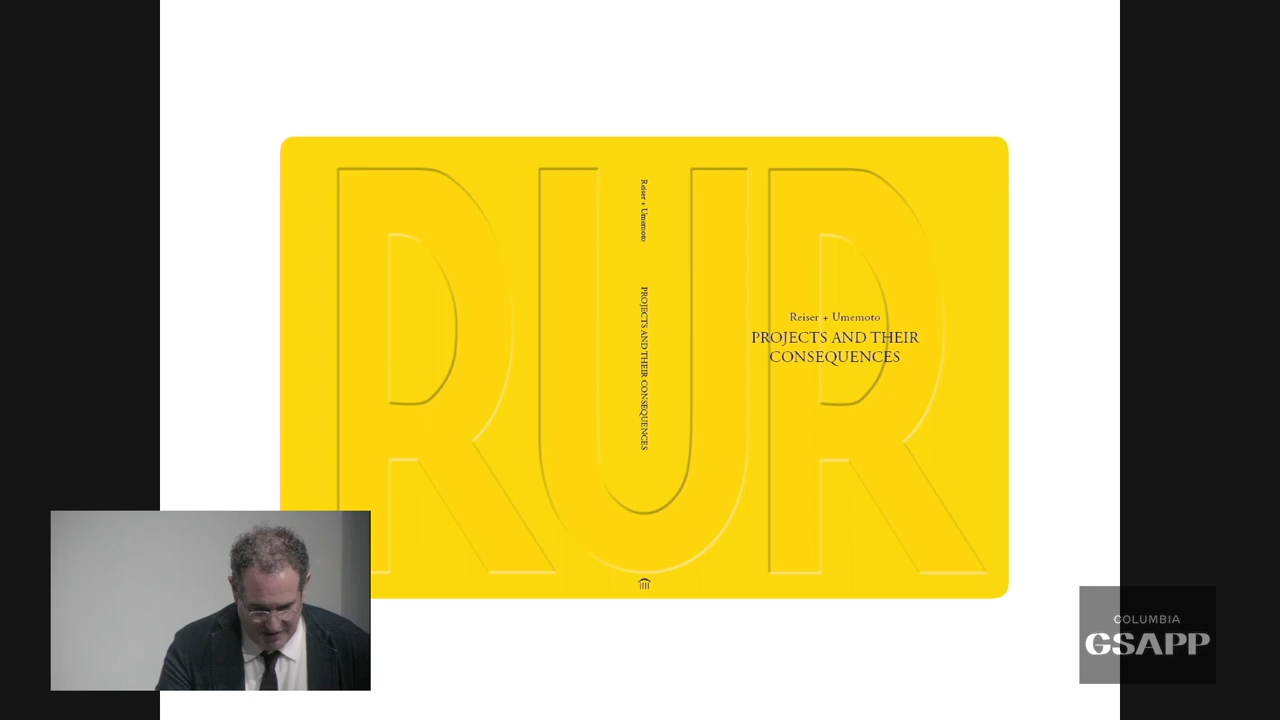 RUR
Reiser + Umemoto
PROJECTS AND THEIR CONSEQUENCES
Reiser + Umemoto
PROJECTS AND THEIR
CONSEQUENCES
COLUMBIA
GSAPP